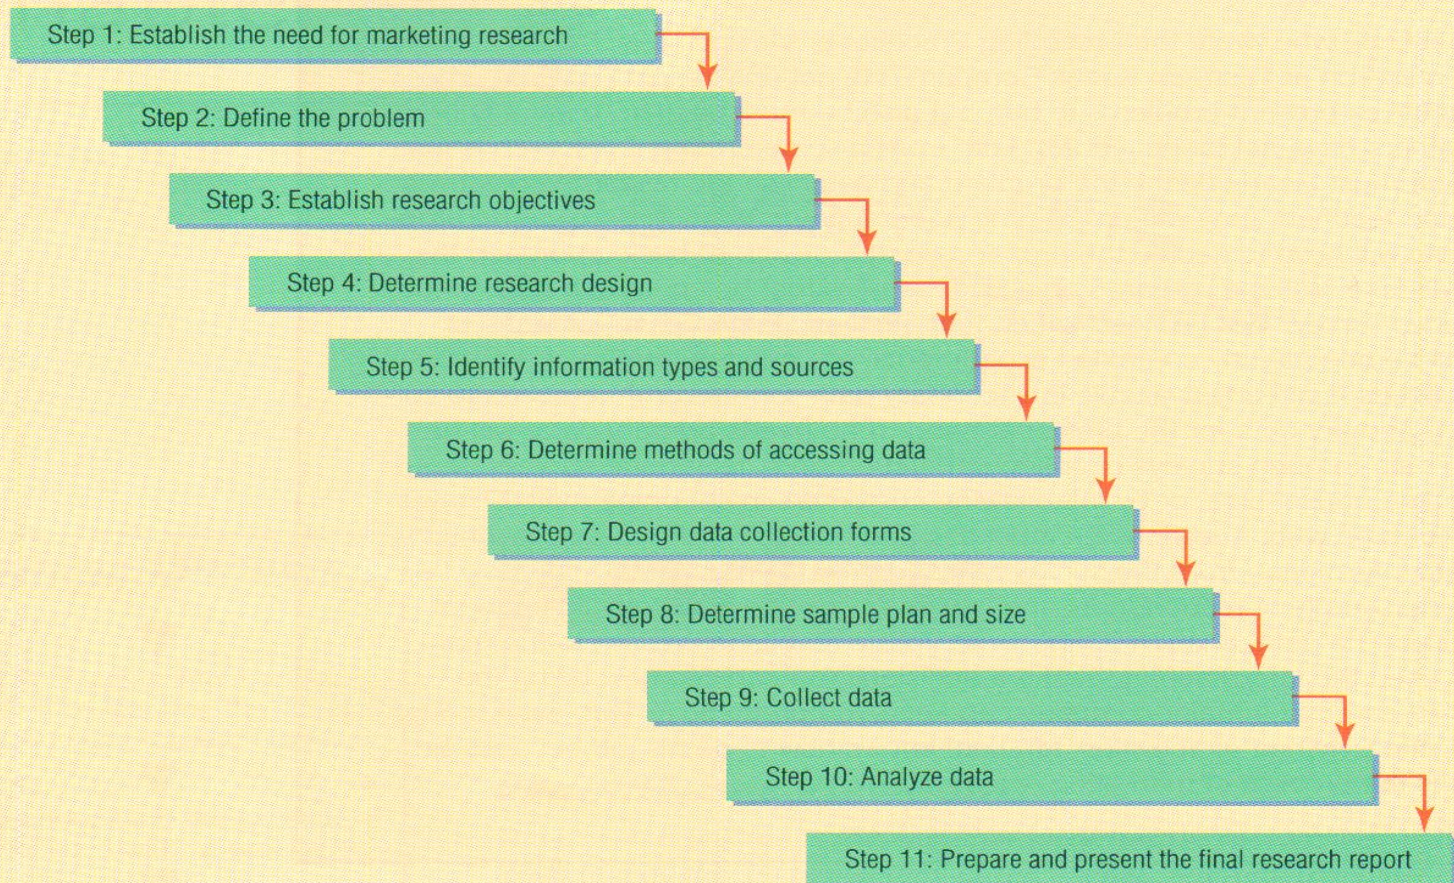 Step 1: Establish the need for marketing research
Step 2: Define the problem
Step 3: Establish research objectives
Step 4: Determine research design
Step 5: Identify information types and sources
Step 6: Determine methods of accessing data
Step 7: Design data collection forms
Step 8: Determine sample plan and size
Step 9: Collect data
Step 10: Analyze data
Step 11: Prepare and present the final research report